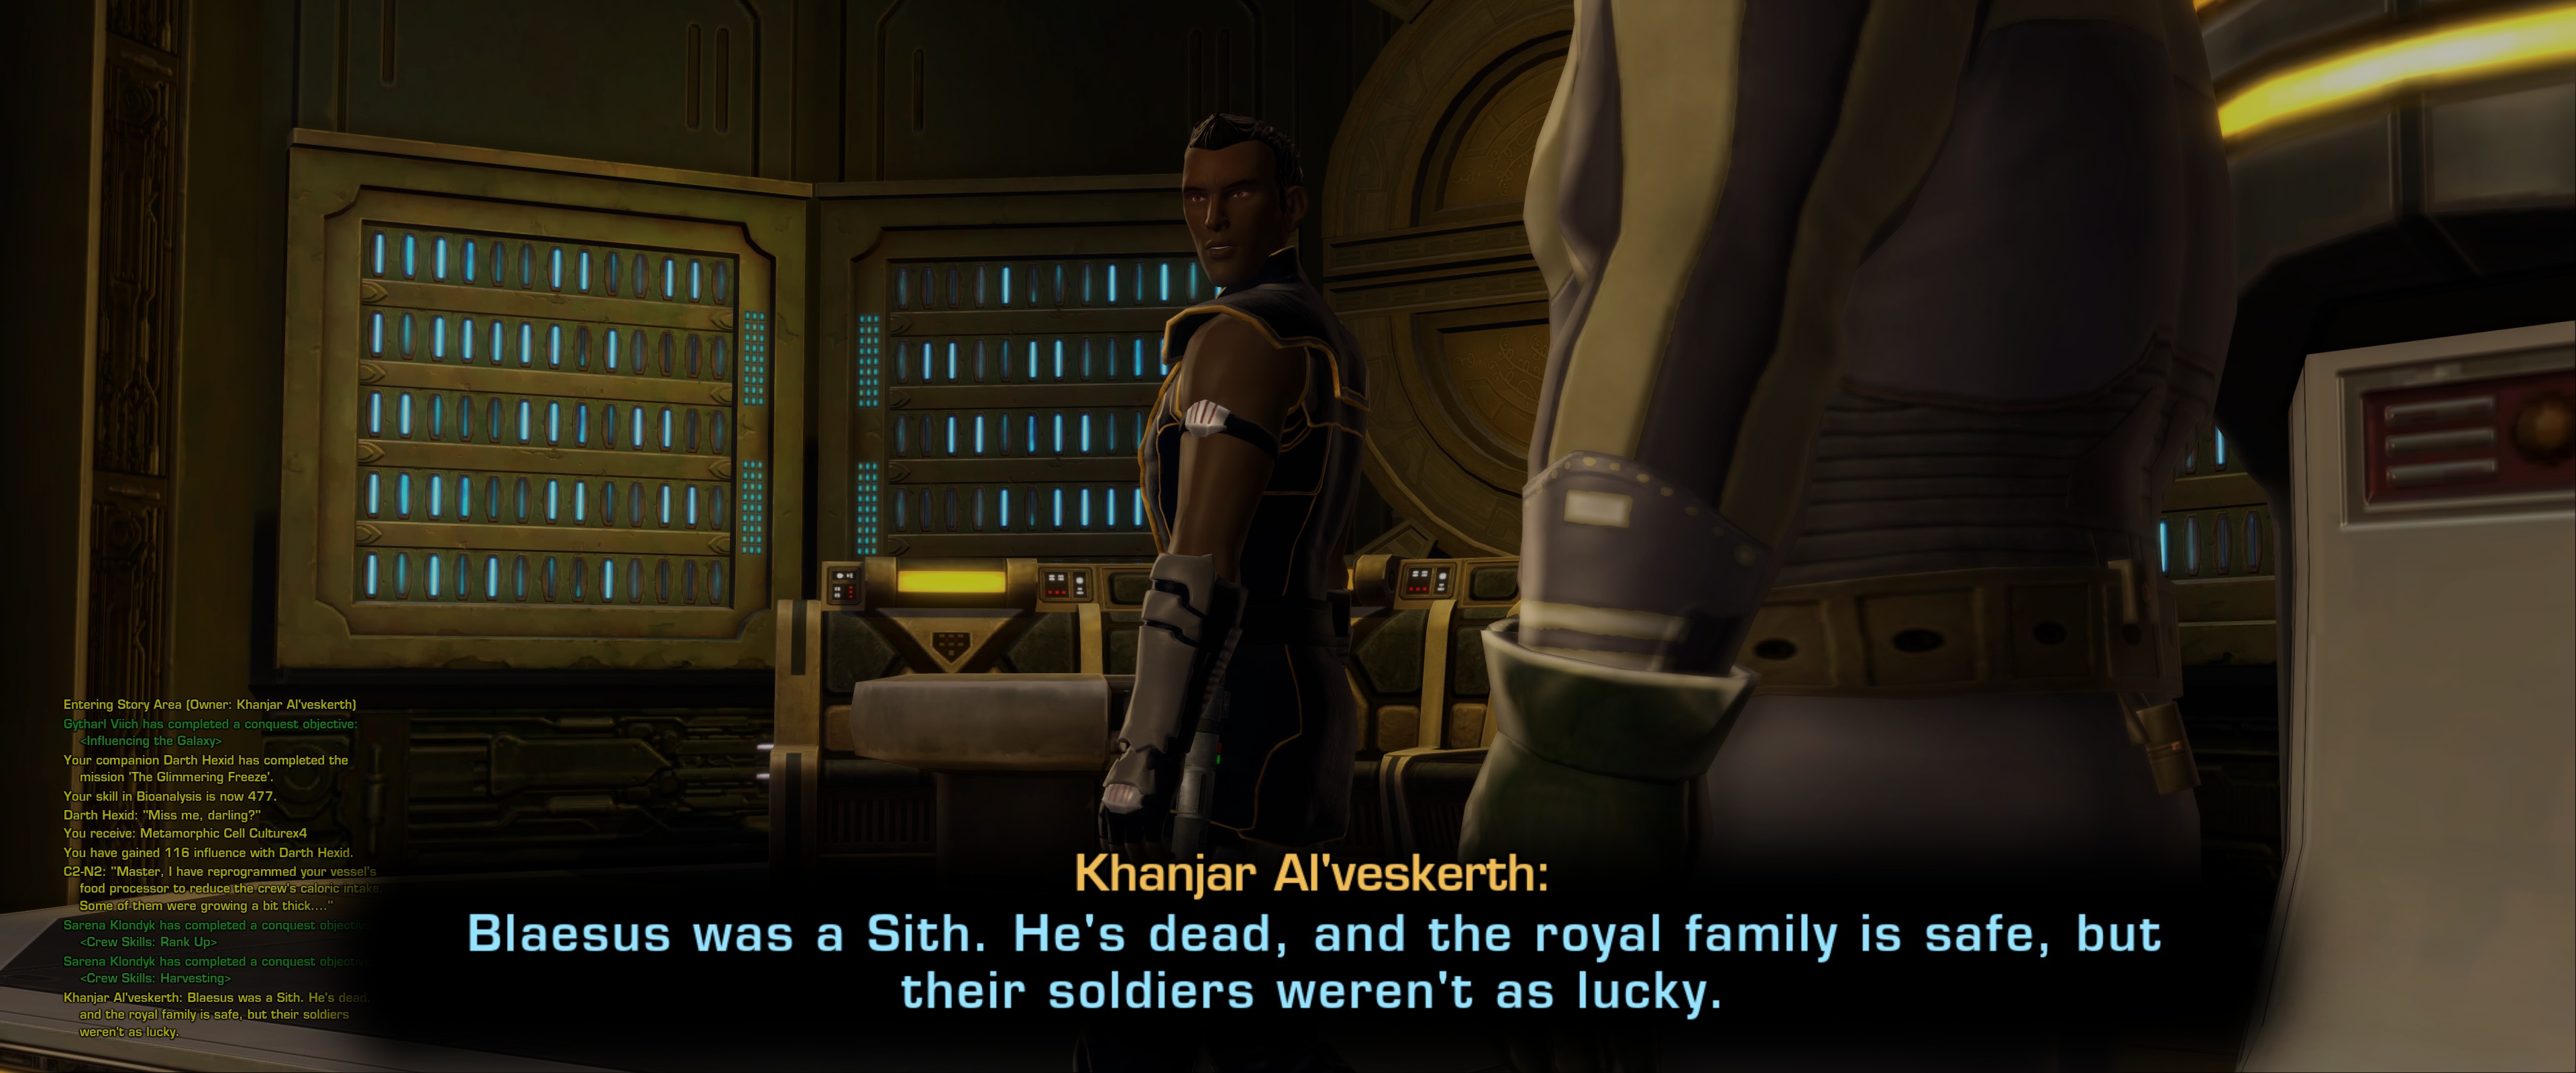 Entering Story Area (Owner: Khanjar Al'veskerth)
Gytharl Viich has completed a conquest objective:
<Influencing the Galaxy>
Your companion Darth Hexid has completed the
mission 'The Glimmering Freeze'.
Your skill in Bioanalysis is now 477.
Darth Hexid: "Miss me, darling?"
You receive: Metamorphic Cell Culturex4
You have gained 116 influence with Darth Hexid.
C2-N2: "Master, I have reprogrammed your vessel's
food processor to reduce the crew's caloric intake.
Some of them were growing a bit thick...."
Sarena Klondyk has completed a conquest objective:
<Crew Skills: Rank Up>
Sarena Klondyk has completed a conquest objective:
<Crew Skills: Harvesting>
Khanjar Al'veskerth: Blaesus was a Sith. He's dead,
and the royal family is safe, but their soldiers
weren't as lucky.
Khanjar Al'veskerth:
Blaesus was a Sith. He's dead, and the royal family is safe, but
their soldiers weren't as lucky.